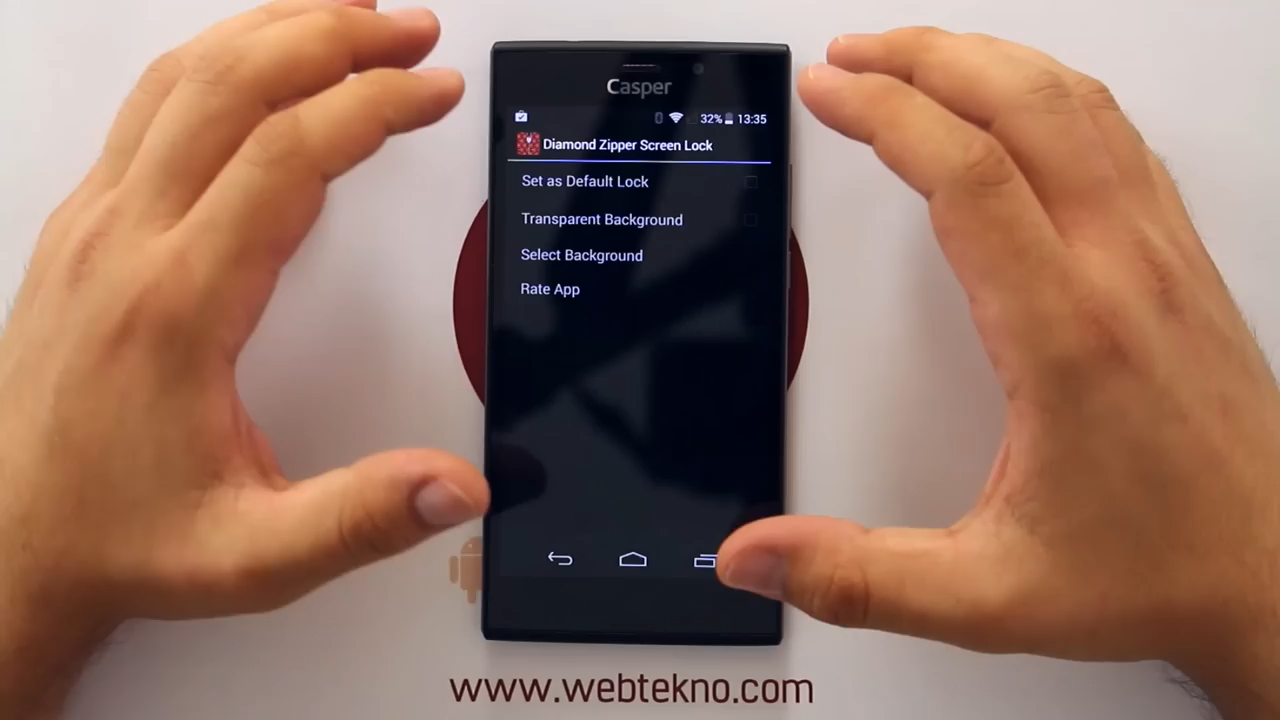 Casper
32% 13:35
Diamond Zipper Screen Lock
Set as Default Lock
Transparent Background
Select Background
Rate App
www.webtekno.com